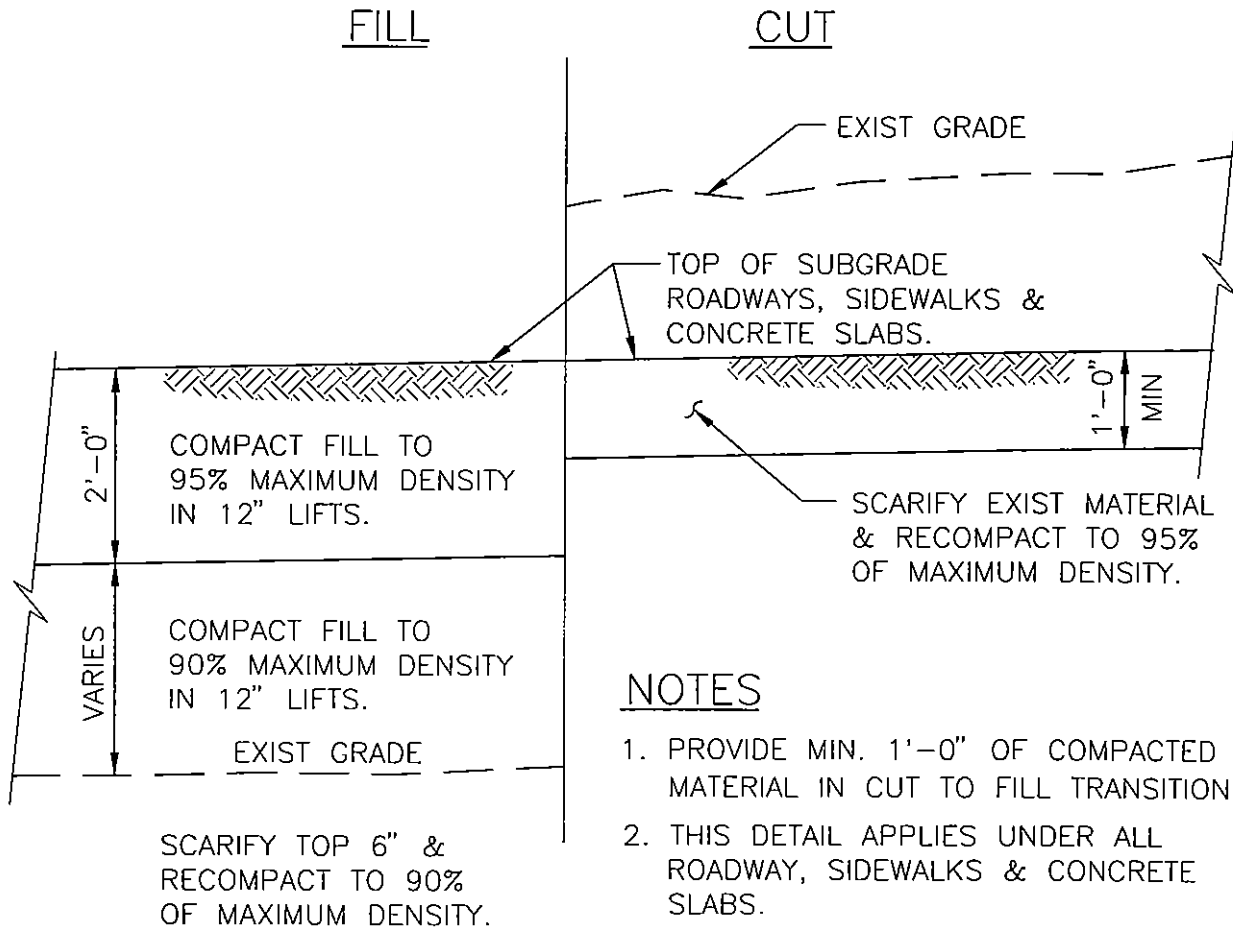 FILL
CUT
EXIST GRADE
TOP OF SUBGRADE
ROADWAYS, SIDEWALKS &
CONCRETE SLABS.
2'-0"
COMPACT FILL TO
95% MAXIMUM DENSITY
IN 12" LIFTS.
1'-0"
MIN
SCARIFY EXIST MATERIAL
& RECOMPACT TO 95%
OF MAXIMUM DENSITY.
VARIES
COMPACT FILL TO
90% MAXIMUM DENSITY
IN 12" LIFTS.
EXIST GRADE
SCARIFY TOP 6" &
RECOMPACT TO 90%
OF MAXIMUM DENSITY.
NOTES
1. PROVIDE MIN. 1'-0" OF COMPACTED
MATERIAL IN CUT TO FILL TRANSITION
2. THIS DETAIL APPLIES UNDER ALL
ROADWAY, SIDEWALKS & CONCRETE
SLABS.